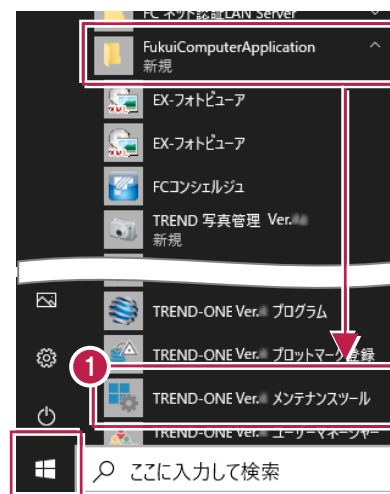 FC ネット認証LAN Server
FukuiComputerApplication
新規
EX-フォトビューア
EX-フォトビューア
FCコンシェルジュ
TREND 写真管理 Ver.
新規
TREND-ONE Ver. プログラム
TREND-ONE Ver. プロットマーク登録
1
TREND-ONE Ver. メンテナンスツール
TREND-ONE Ver. ユーザーマネージャー
ここに入力して検索